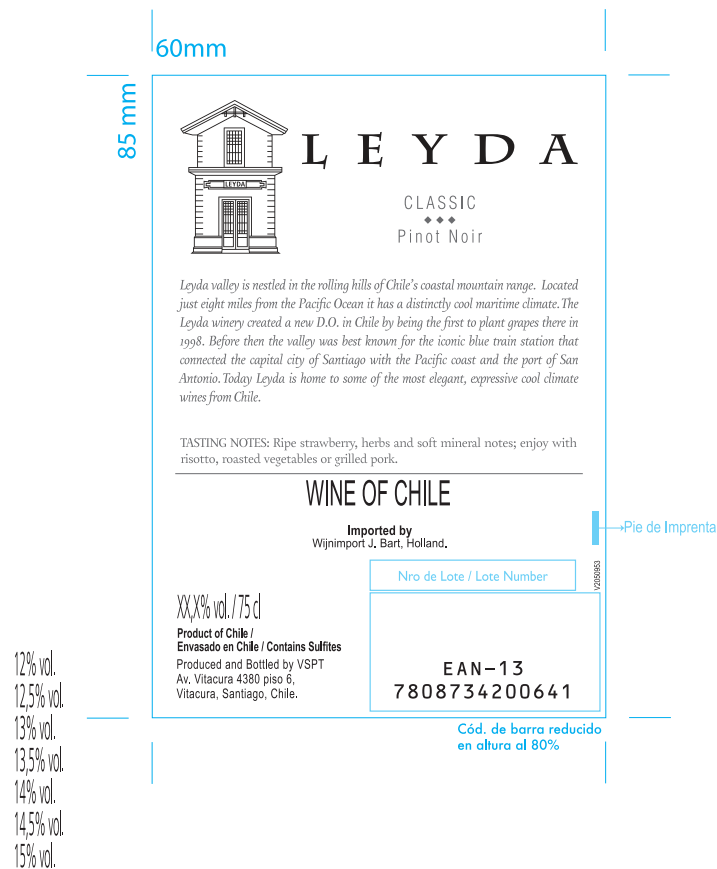 60mm
85 mm
LEYDA
LEYDA
CLASSIC
Pinot Noir
Leyda valley is nestled in the rolling hills of Chile's coastal mountain range. Located
just eight miles from the Pacific Ocean it has a distinctly cool maritime climate. The
Leyda winery created a new D.O. in Chile by being the first to plant grapes there in
1998. Before then the valley was best known for the iconic blue train station that
connected the capital city of Santiago with the Pacific coast and the port of San
Antonio. Today Leyda is home to some of the most elegant, expressive cool climate
wines from Chile.
TASTING NOTES: Ripe strawberry, herbs and soft mineral notes; enjoy with
risotto, roasted vegetables or grilled pork.
WINE OF CHILE
Imported by
Wijnimport J. Bart, Holland.
Pie de Imprenta
Nro de Lote / Lote Number
V2050953
XX,X% vol. / 75 cl
Product of Chile /
Envasado en Chile / Contains Sulfites
Produced and Bottled by VSPT
Av. Vitacura 4380 piso 6,
Vitacura, Santiago, Chile.
EAN-13
7808734200641
Cód. de barra reducido
en altura al 80%
12% vol.
12,5% vol.
13% vol.
13,5% vol.
14% vol.
14,5% vol.
15% vol.